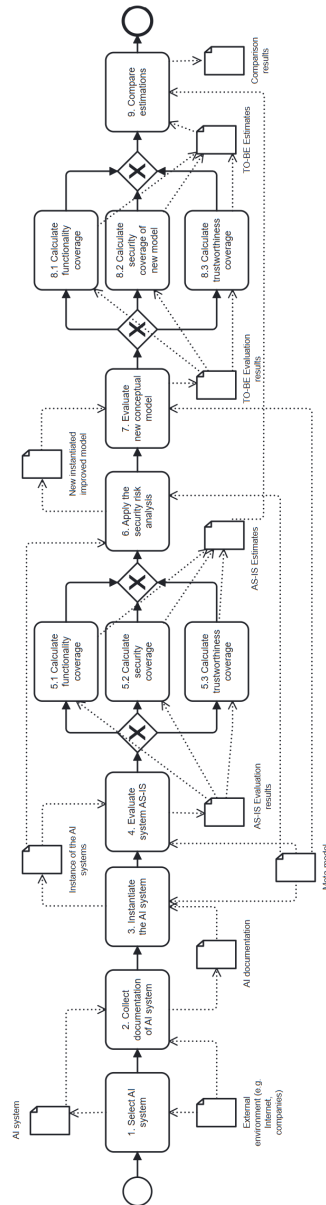 AI system
1. Select AI
system
External
environment (e.g.
Internet,
companies)
2. Collect
documentation
of AI system
AI documentation
3. Instantiate
the AI system
Instance of the AI
systems
4. Evaluate
system AS-IS
AS-IS Evaluation
results
5.1 Calculate
functionality
coverage
5.2 Calculate
security
coverage
5.3 Calculate
trustworthiness
coverage
AS-IS Estimates
6. Apply the
security risk
analysis
New instantiated
improved model
7. Evaluate
new conceptual
model
TO-BE Evaluation
results
8.1 Calculate
functionality
coverage
8.2 Calculate
security
coverage of
new model
8.3 Calculate
trustworthiness
coverage
TO-BE Estimates
9. Compare
estimations
Comparison
results